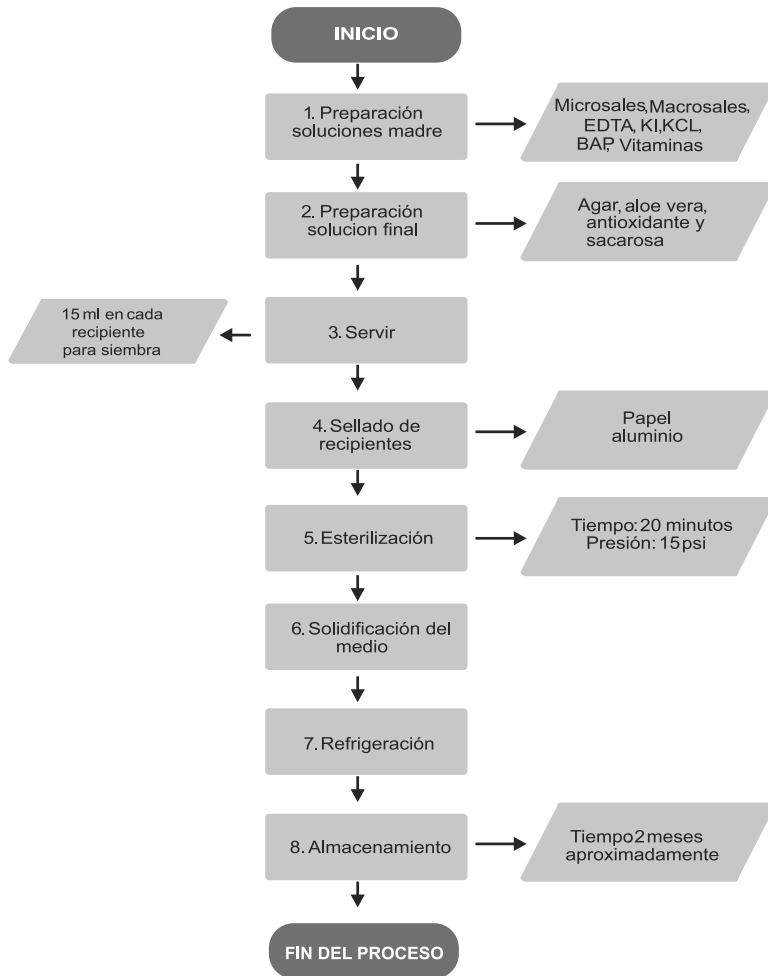 INICIO
1. Preparación
soluciones madre
Microsales, Macrosales,
EDTA, KI, KCL,
BAP, Vitaminas
2. Preparación
solucion final
Agar, aloe vera,
antioxidante y
sacarosa
15 ml en cada
recipiente
para siembra
3. Servir
4. Sellado de
recipientes
Papel
aluminio
5. Esterilización
Tiempo: 20 minutos
Presión: 15 psi
6. Solidificación del
medio
7. Refrigeración
8. Almacenamiento
Tiempo 2 meses
aproximadamente
FIN DEL PROCESO